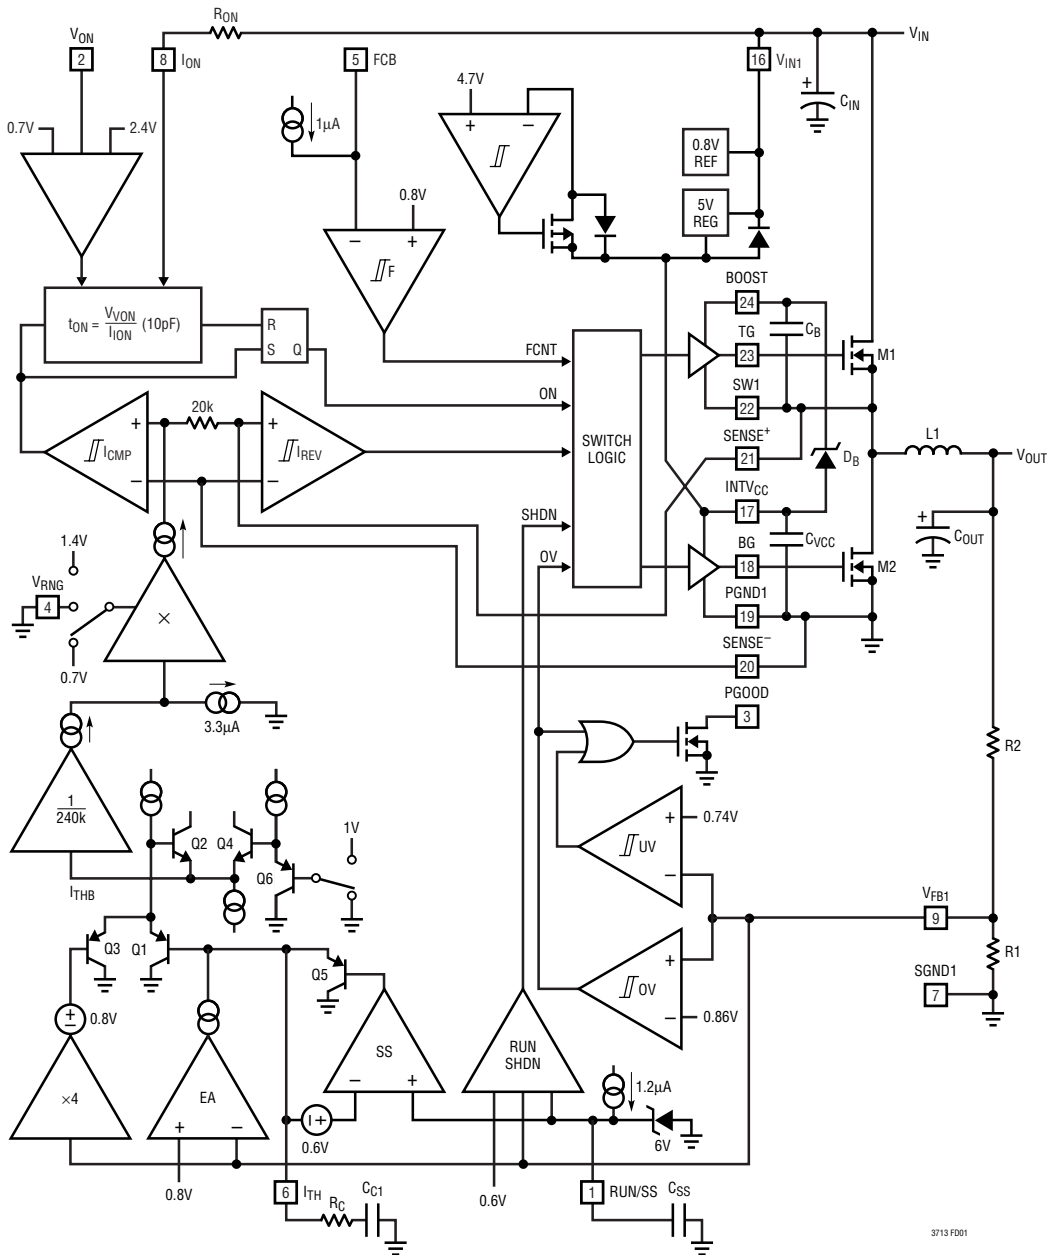 RON
VON
VIN
2
8
ION
5
FCB
16
VIN1
4.7V
+
CIN
0.7V
2.4V
1µA
+
−
0.8V
REF
0.8V
5V
REG
−
+
F
BOOST
24
tON = VVON / IION (10pF)
R
S
Q
CB
TG
23
M1
FCNT
ON
SW1
22
20k
+
ICMP
−
+
IREV
−
SWITCH
LOGIC
SENSE+
21
L1
DB
VOUT
INTVCC
17
SHDN
+
COUT
CVCC
1.4V
OV
BG
18
M2
VRNG
4
×
PGND1
19
0.7V
SENSE−
20
PGOOD
3
3.3µA
R2
1
240k
Q2
Q4
1V
+
0.74V
UV
−
Q6
ITHB
VFB1
9
Q3
Q1
+
R1
Q5
OV
SGND1
7
−
0.86V
+
−
0.8V
SS
RUN
SHDN
1.2µA
×4
EA
−
+
+
−
−
+
0.6V
6V
0.8V
6
ITH
0.6V
1
RUN/SS
RC
CC1
CSS
3713 FD01